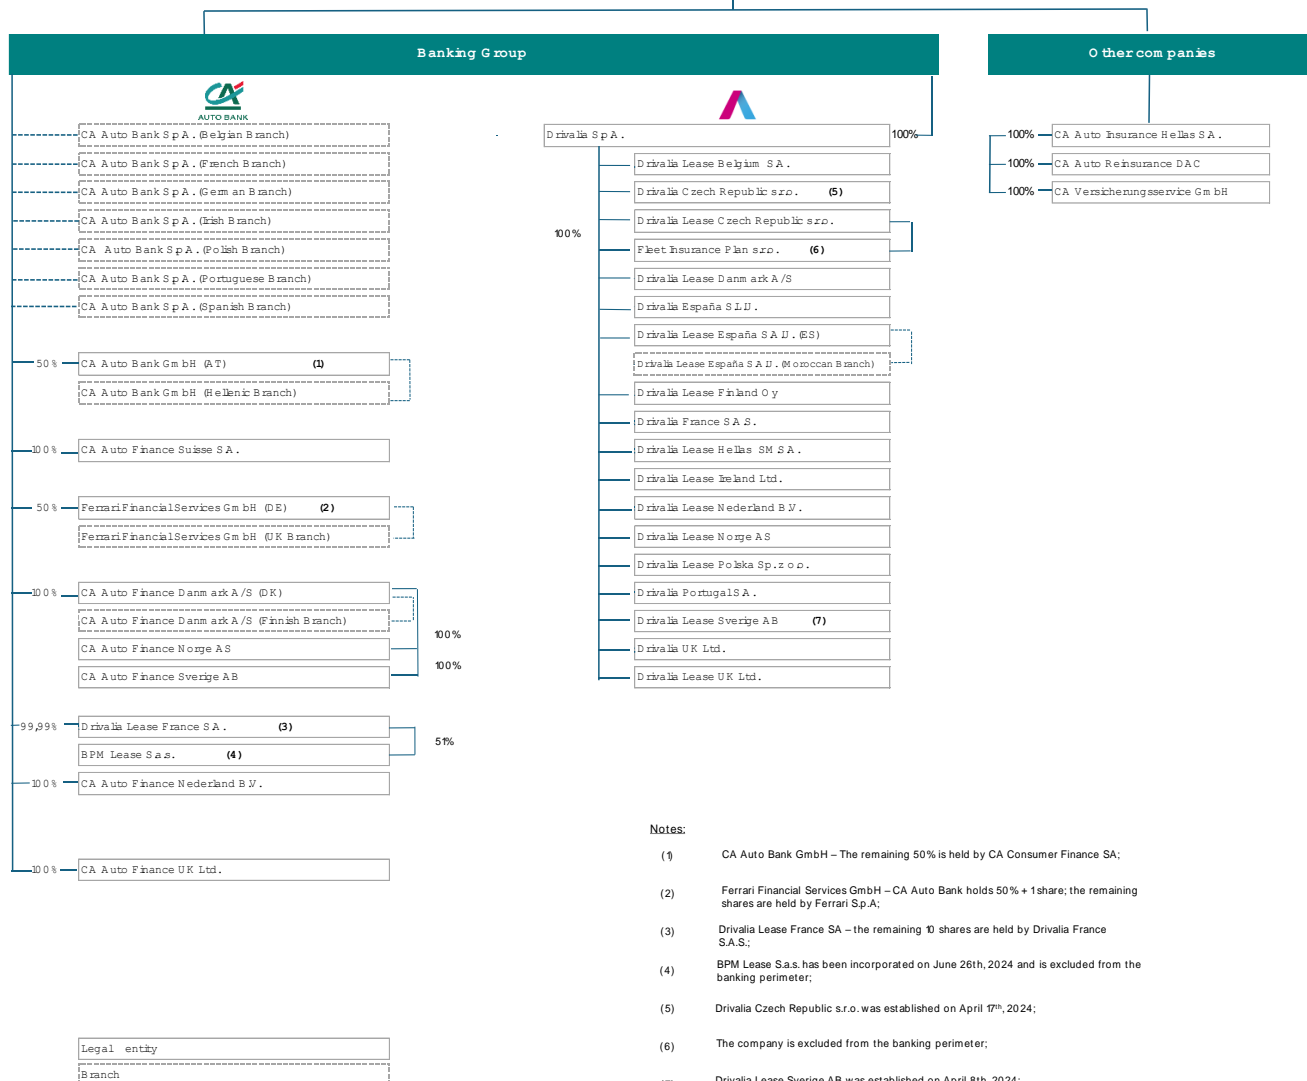 Banking Group
Other companies
CA
AUTO BANK
CA Auto Bank S.p.A. (Belgian Branch)
CA Auto Bank S.p.A. (French Branch)
CA Auto Bank S.p.A. (German Branch)
CA Auto Bank S.p.A. (Irish Branch)
CA Auto Bank S.p.A. (Polish Branch)
CA Auto Bank S.p.A. (Portuguese Branch)
CA Auto Bank S.p.A. (Spanish Branch)
50% CA Auto Bank GmbH (AT) (1)
CA Auto Bank GmbH (Hellenic Branch)
100% CA Auto Finance Suisse S.A.
50% Ferrari Financial Services GmbH (DE) (2)
Ferrari Financial Services GmbH (UK Branch)
100% CA Auto Finance Danmark A/S (DK)
CA Auto Finance Danmark A/S (Finnish Branch)
100%
CA Auto Finance Norge AS
100%
CA Auto Finance Sverige AB
99,99% Drivalia Lease France S.A. (3)
51%
BPM Lease S.a.s. (4)
100% CA Auto Finance Nederland B.V.
100% CA Auto Finance UK Ltd.
Legal entity
Branch
Drivalia S.p.A. 100%
100%
Drivalia Lease Belgium S.A.
Drivalia Czech Republic s.r.o. (5)
Drivalia Lease Czech Republic s.r.o.
Fleet Insurance Plan s.r.o. (6)
Drivalia Lease Danmark A/S
Drivalia España S.L.U.
Drivalia Lease España S.A.U. (ES)
Drivalia Lease España S.A.U. (Moroccan Branch)
Drivalia Lease Finland Oy
Drivalia France S.A.S.
Drivalia Lease Hellas SM S.A.
Drivalia Lease Ireland Ltd.
Drivalia Lease Nederland B.V.
Drivalia Lease Norge AS
Drivalia Lease Polska Sp. z o.o.
Drivalia Portugal S.A.
Drivalia Lease Sverige AB (7)
Drivalia UK Ltd.
Drivalia Lease UK Ltd.
100% CA Auto Insurance Hellas S.A.
100% CA Auto Reinsurance DAC
100% CA Versicherungsservice GmbH
Notes:
(1) CA Auto Bank GmbH – The remaining 50% is held by CA Consumer Finance SA;
(2) Ferrari Financial Services GmbH – CA Auto Bank holds 50% + 1 share; the remaining
shares are held by Ferrari S.p.A;
(3) Drivalia Lease France SA – the remaining 10 shares are held by Drivalia France
S.A.S.;
(4) BPM Lease S.a.s. has been incorporated on June 26th, 2024 and is excluded from the
banking perimeter;
(5) Drivalia Czech Republic s.r.o. was established on April 17th, 2024;
(6) The company is excluded from the banking perimeter;
Drivalia Lease Sverige AB was established on April 8th, 2024;